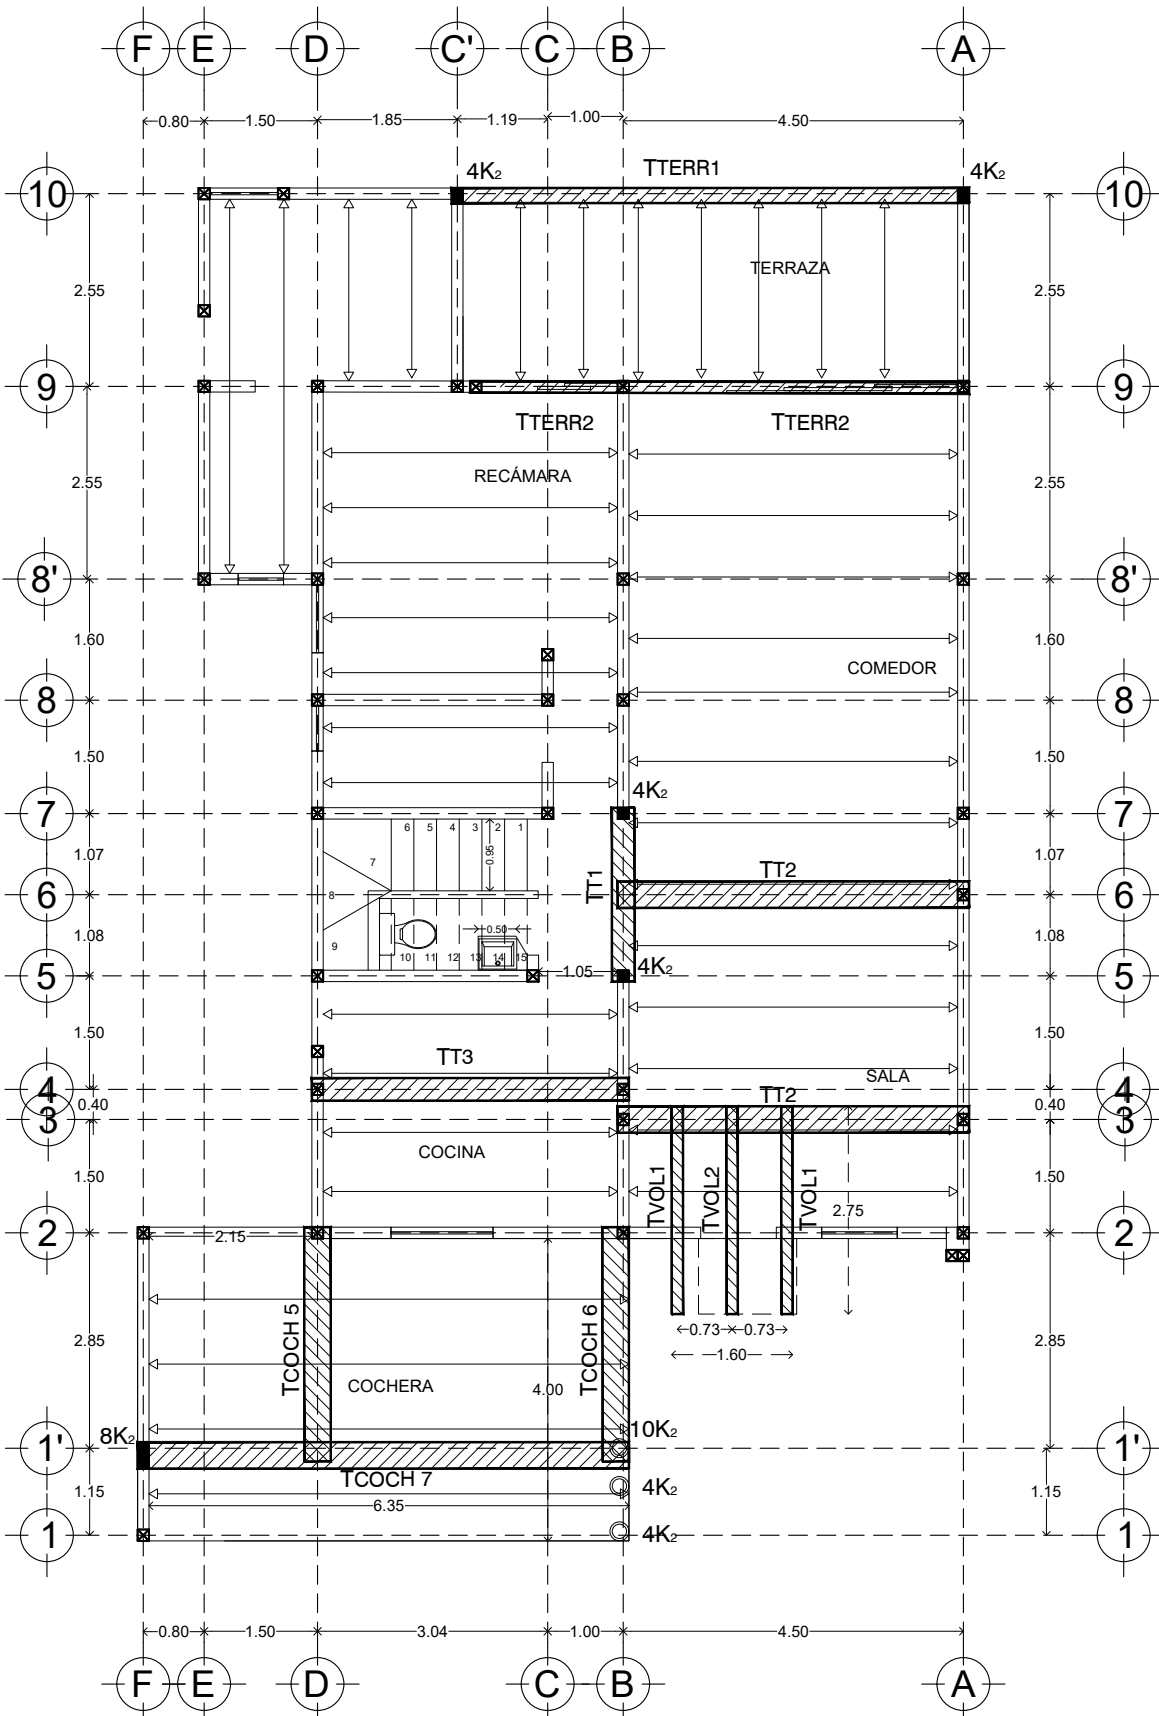 F E D C' C B A
0.80 1.50 1.85 1.19 1.00 4.50
4K₂ TTERR1 4K₂
10 10
TERRAZA
2.55 2.55
9 9
TTERR2 TTERR2
RECÁMARA
2.55 2.55
8' 8'
1.60 1.60
COMEDOR
8 8
1.50 1.50
4K₂
7 7
6 5 4 3 2 1
0.95
7
1.07 1.07
TT1
TT2
8
6 6
0.50
1.08 1.08
9
10 11 12 13 14 15
1.05
4K₂
5 5
1.50 1.50
TT3
SALA
4 4
TT2
0.40 0.40
3 3
COCINA
1.50 1.50
TVOL1 TVOL2 TVOL1
2.75
2 2
2.15
0.73 0.73
2.85 2.85
1.60
TCOCH 5 TCOCH 6
COCHERA
4.00
8K₂ 10K₂
1' 1'
TCOCH 7
4K₂
1.15 1.15
6.35
4K₂
1 1
0.80 1.50 3.04 1.00 4.50
F E D C B A